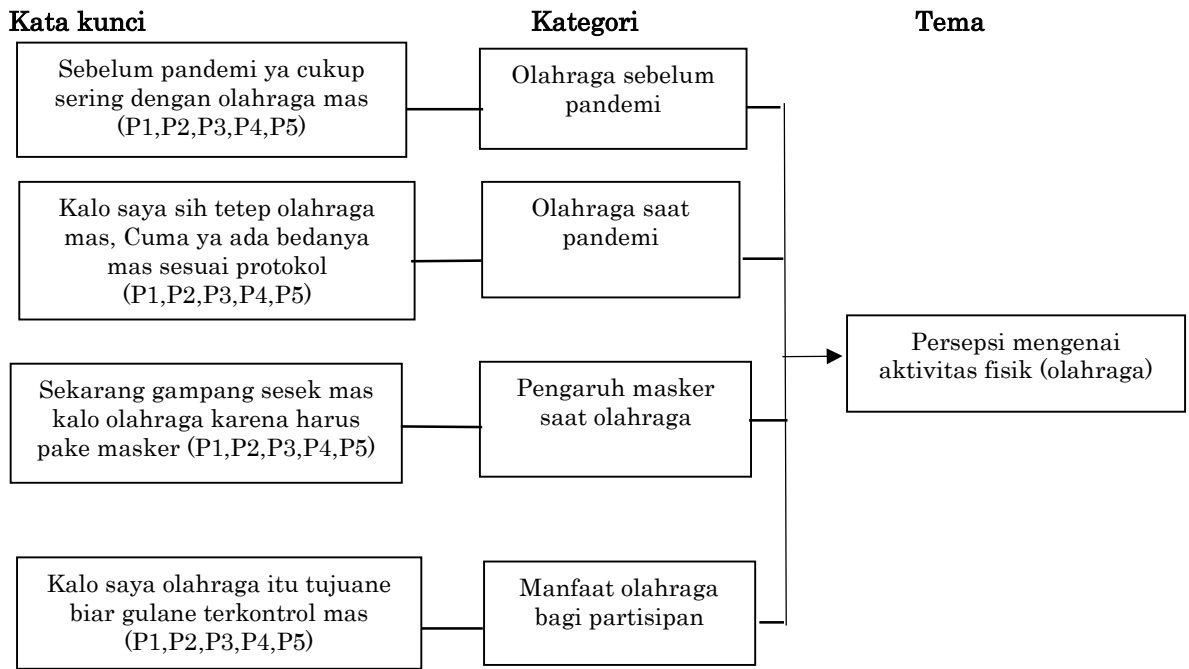 Kata kunci
Kategori
Tema
Sebelum pandemi ya cukup
sering dengan olahraga mas
(P1,P2,P3,P4,P5)
Olahraga sebelum
pandemi
Kalo saya sih tetep olahraga
mas, Cuma ya ada bedanya
mas sesuai protokol
(P1,P2,P3,P4,P5)
Olahraga saat
pandemi
Sekarang gampang sesek mas
kalo olahraga karena harus
pake masker (P1,P2,P3,P4,P5)
Pengaruh masker
saat olahraga
Kalo saya olahraga itu tujuane
biar gulane terkontrol mas
(P1,P2,P3,P4,P5)
Manfaat olahraga
bagi partisipan
Persepsi mengenai
aktivitas fisik (olahraga)